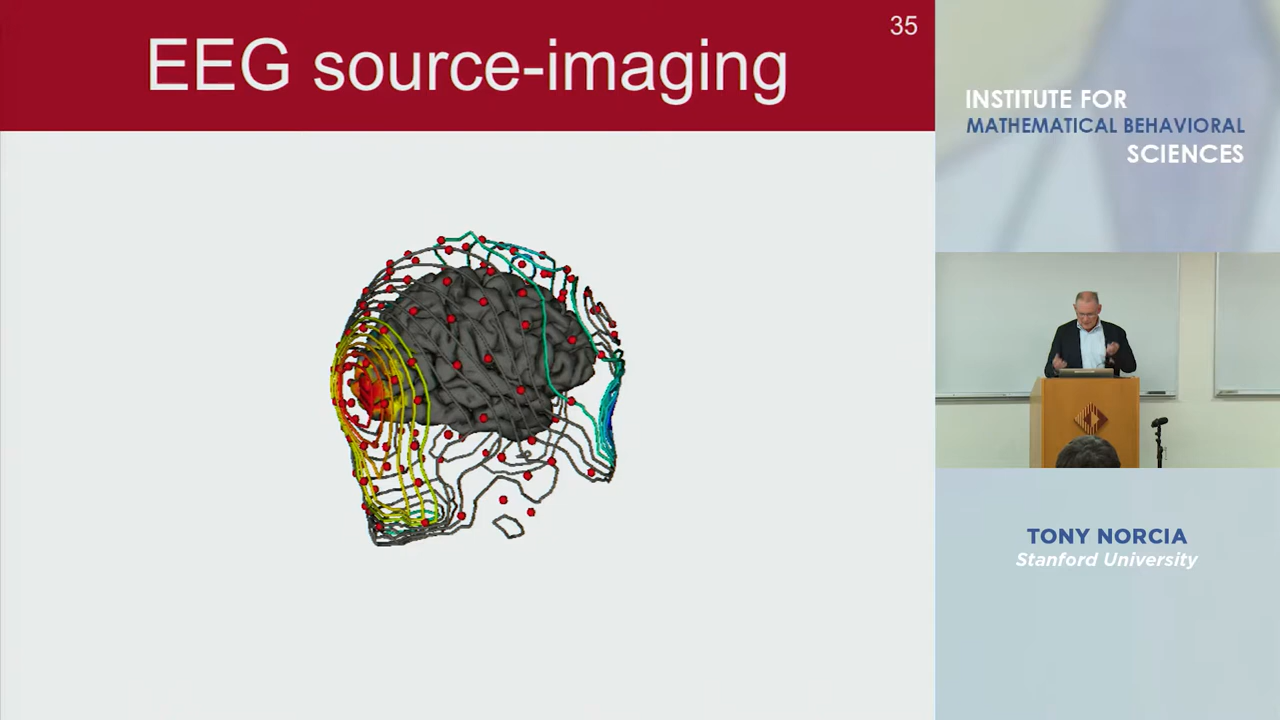 35
EEG source-imaging
INSTITUTE FOR
MATHEMATICAL BEHAVIORAL
SCIENCES
TONY NORCIA
Stanford University